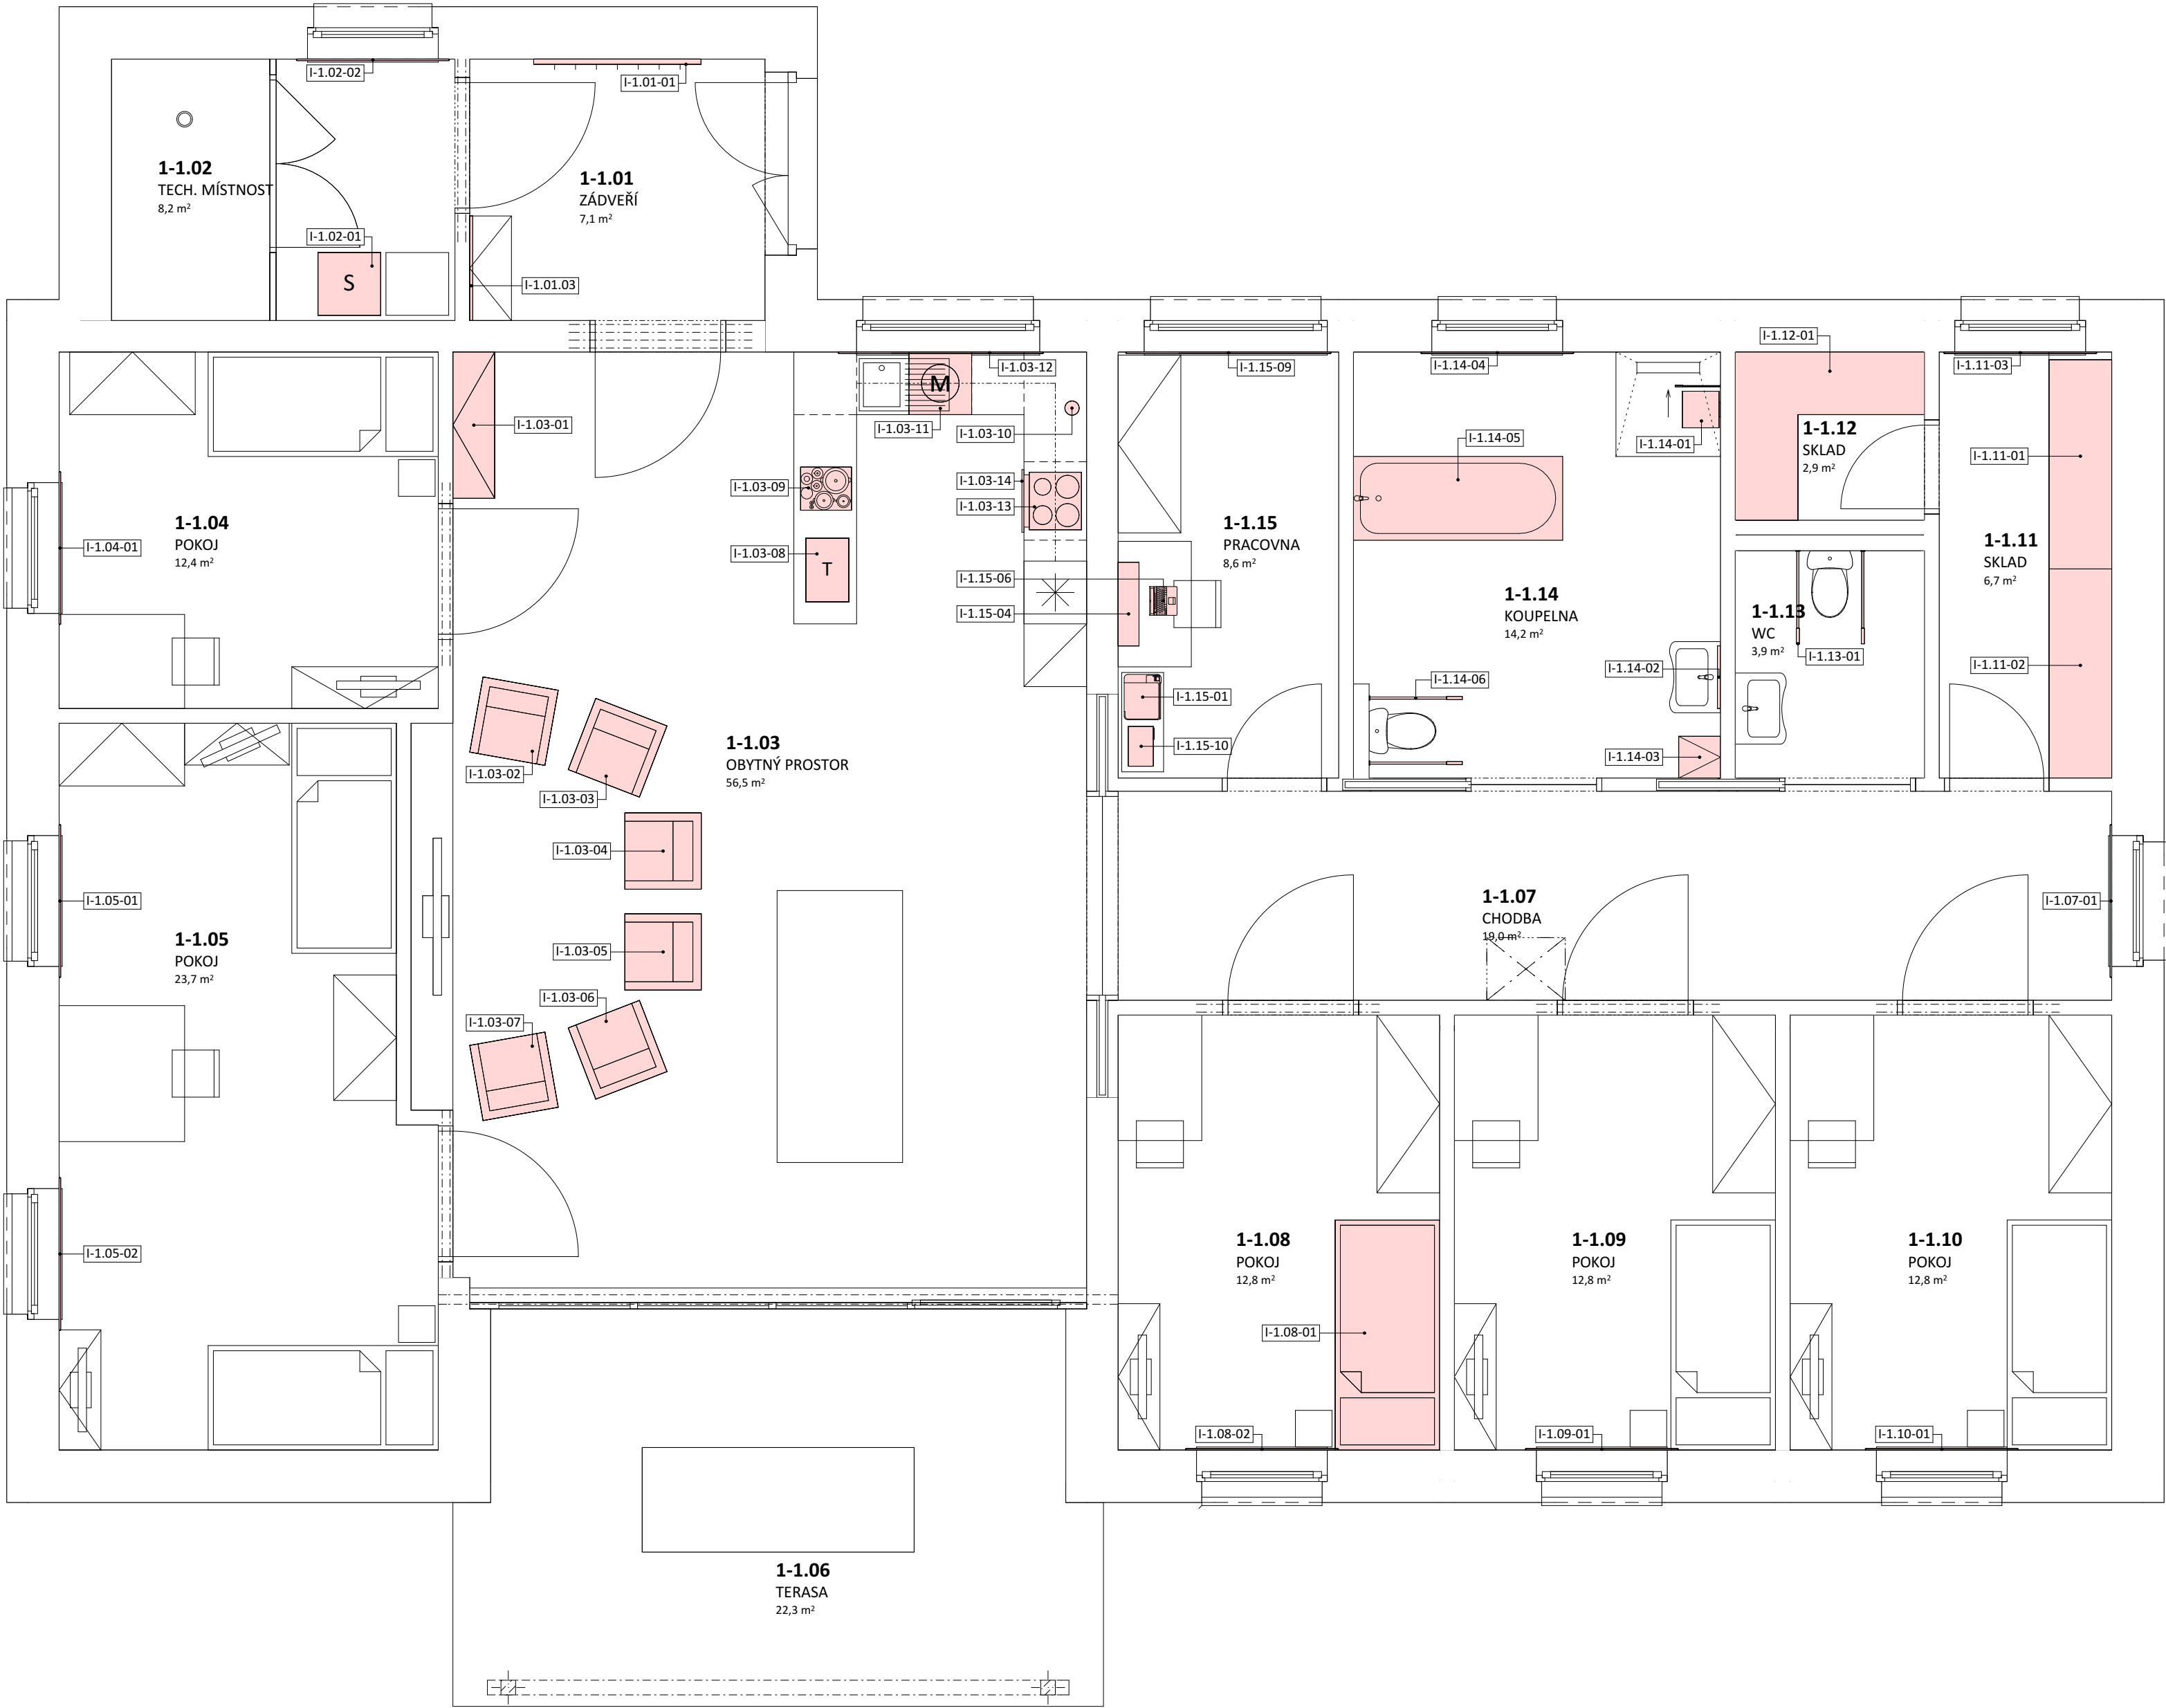 I-1.02-02
I-1.01-01
1-1.02
TECH. MÍSTNOST
8,2 m²
1-1.01
ZÁDVEŘÍ
7,1 m²
I-1.02-01
S
I-1.01.03
I-1.12-01
I-1.03-12
I-1.15-09
I-1.14-04
I-1.11-03
M
I-1.03-01
I-1.03-11
I-1.03-10
I-1.14-05
I-1.14-01
1-1.12
SKLAD
2,9 m²
I-1.11-01
I-1.03-09
I-1.03-14
I-1.03-13
1-1.04
POKOJ
12,4 m²
I-1.04-01
1-1.15
PRACOVNA
8,6 m²
I-1.03-08
T
1-1.11
SKLAD
6,7 m²
I-1.15-06
I-1.15-04
1-1.14
KOUPELNA
14,2 m²
1-1.13
WC
3,9 m²
I-1.13-01
I-1.14-02
I-1.11-02
I-1.14-06
I-1.15-01
I-1.15-10
I-1.14-03
1-1.03
OBYTNÝ PROSTOR
56,5 m²
I-1.03-02
I-1.03-03
I-1.03-04
I-1.05-01
1-1.07
CHODBA
19,0 m²
I-1.07-01
1-1.05
POKOJ
23,7 m²
I-1.03-05
I-1.03-06
I-1.03-07
1-1.08
POKOJ
12,8 m²
1-1.09
POKOJ
12,8 m²
1-1.10
POKOJ
12,8 m²
I-1.05-02
I-1.08-01
I-1.08-02
I-1.09-01
I-1.10-01
1-1.06
TERASA
22,3 m²